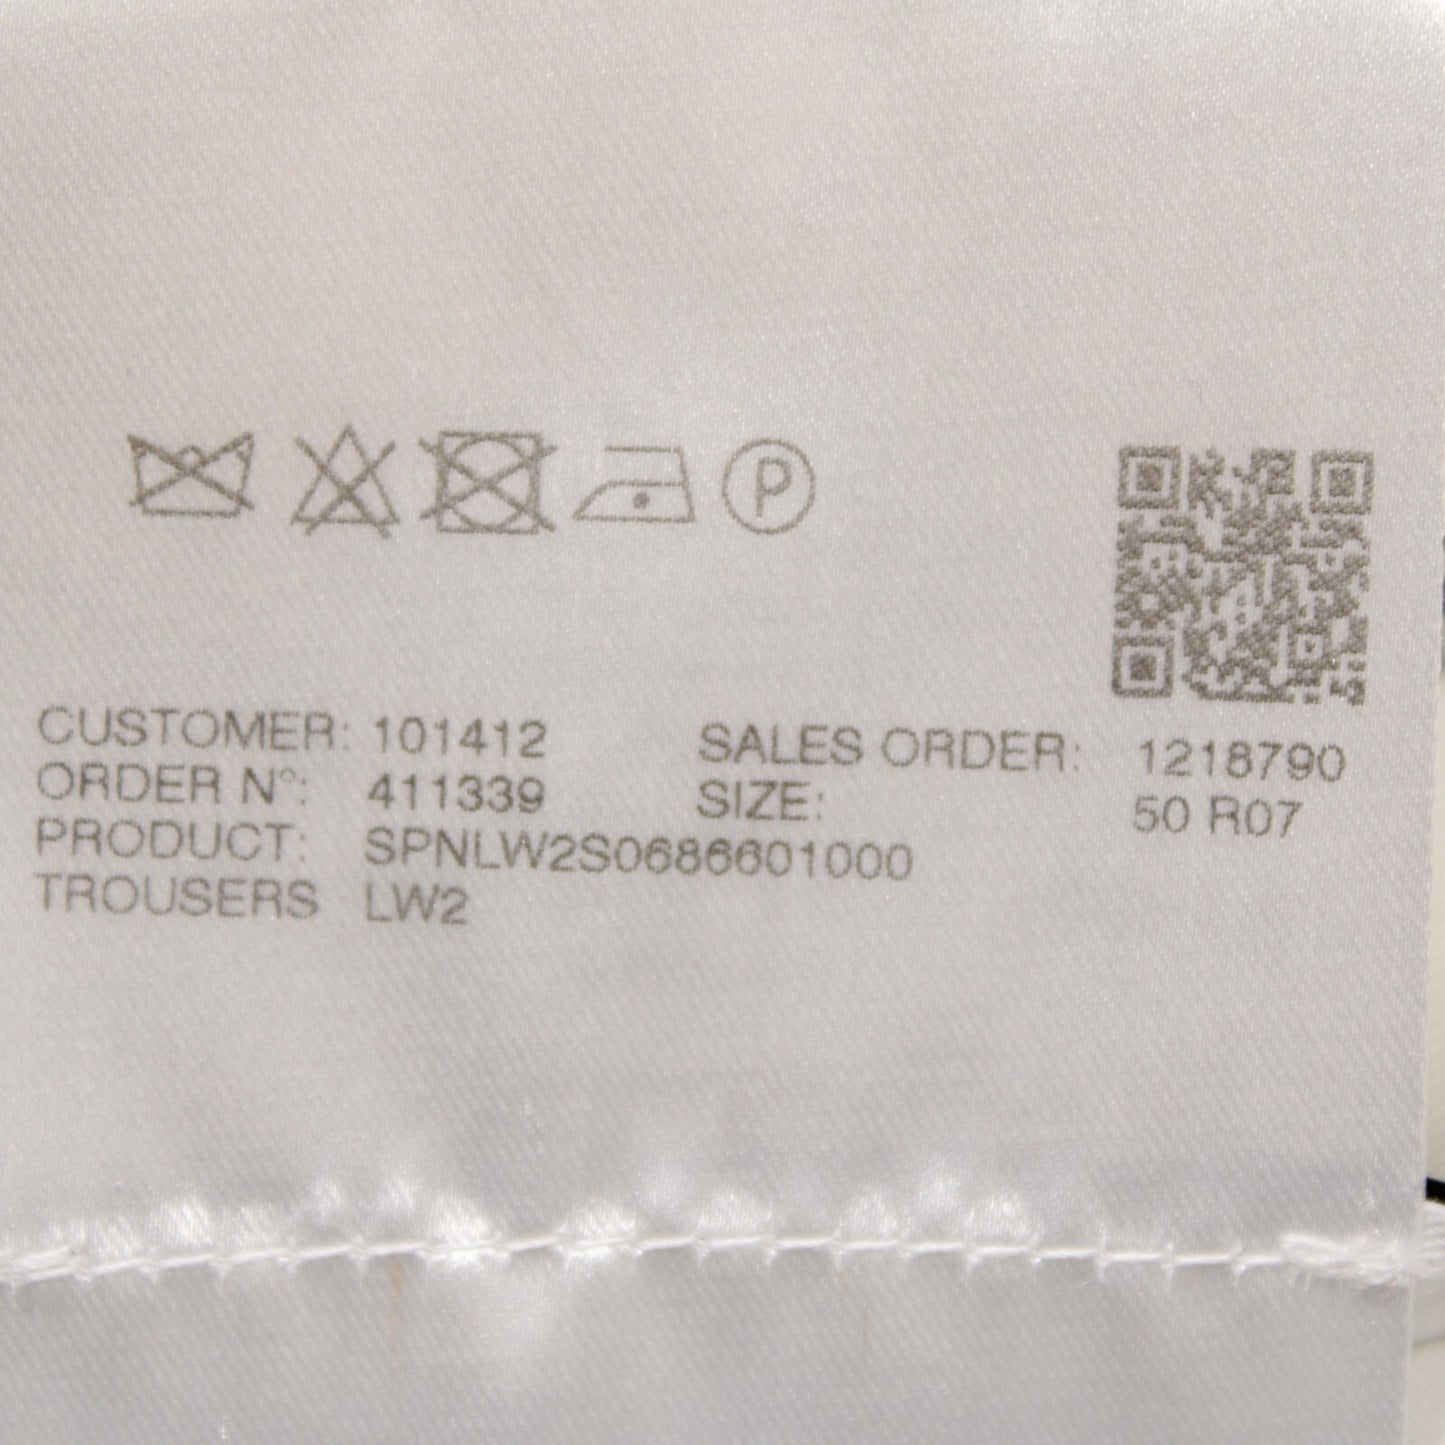 P
CUSTOMER: 101412 SALES ORDER: 1218790
ORDER N°: 411339 SIZE: 50 R07
PRODUCT: SPNLW2S0686601000
TROUSERS LW2